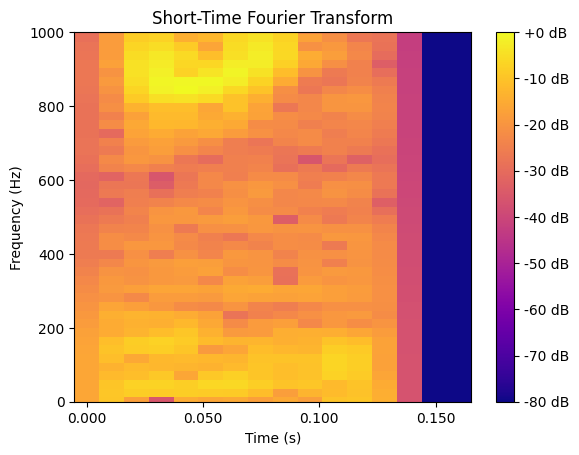 Short-Time Fourier Transform
1000
800
600
400
200
0
Frequency (Hz)
0.000
0.050
0.100
0.150
Time (s)
+0 dB
-10 dB
-20 dB
-30 dB
-40 dB
-50 dB
-60 dB
-70 dB
-80 dB